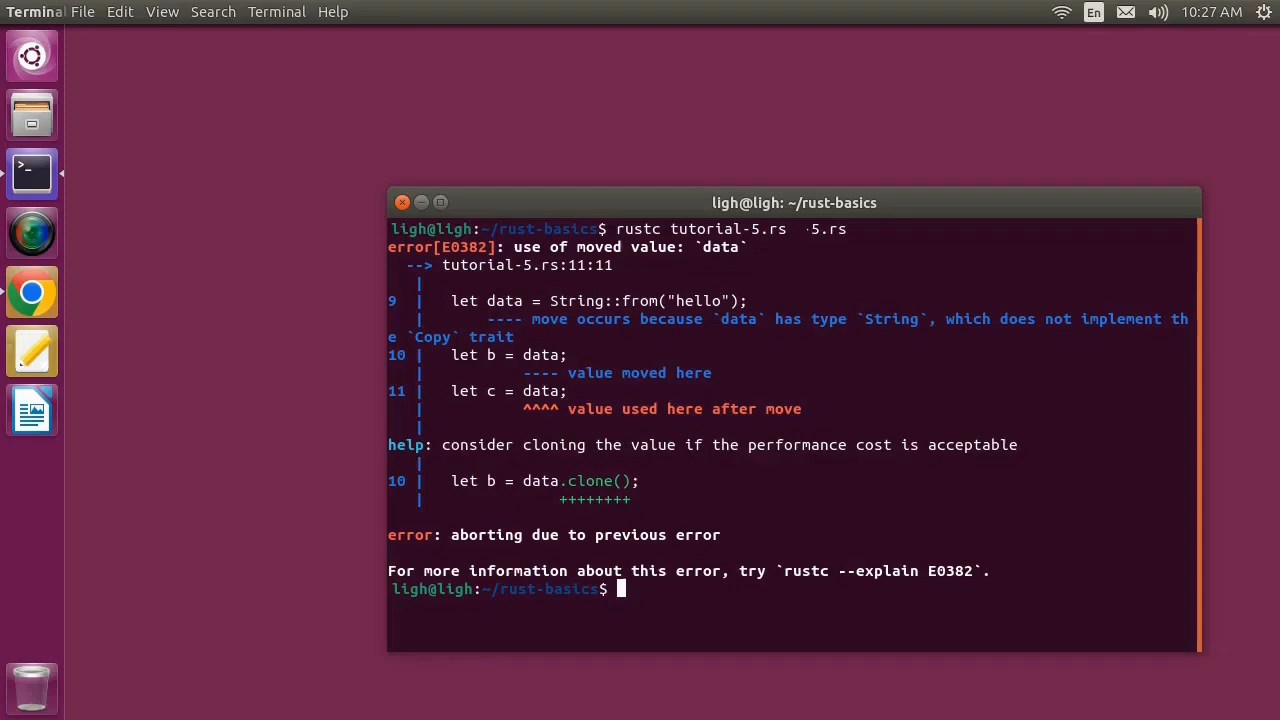 Terminal File Edit View Search Terminal Help En 10:27 AM
ligh@ligh: ~/rust-basics
ligh@ligh:~/rust-basics$ rustc tutorial-5.rs -5.rs
error[E0382]: use of moved value: `data`
--> tutorial-5.rs:11:11
|
9 | let data = String::from("hello");
| ---- move occurs because `data` has type `String`, which does not implement th
e `Copy` trait
10 | let b = data;
| ---- value moved here
11 | let c = data;
| ^^^^ value used here after move
|
help: consider cloning the value if the performance cost is acceptable
|
10 | let b = data.clone();
| ++++++++
error: aborting due to previous error
For more information about this error, try `rustc --explain E0382`.
ligh@ligh:~/rust-basics$